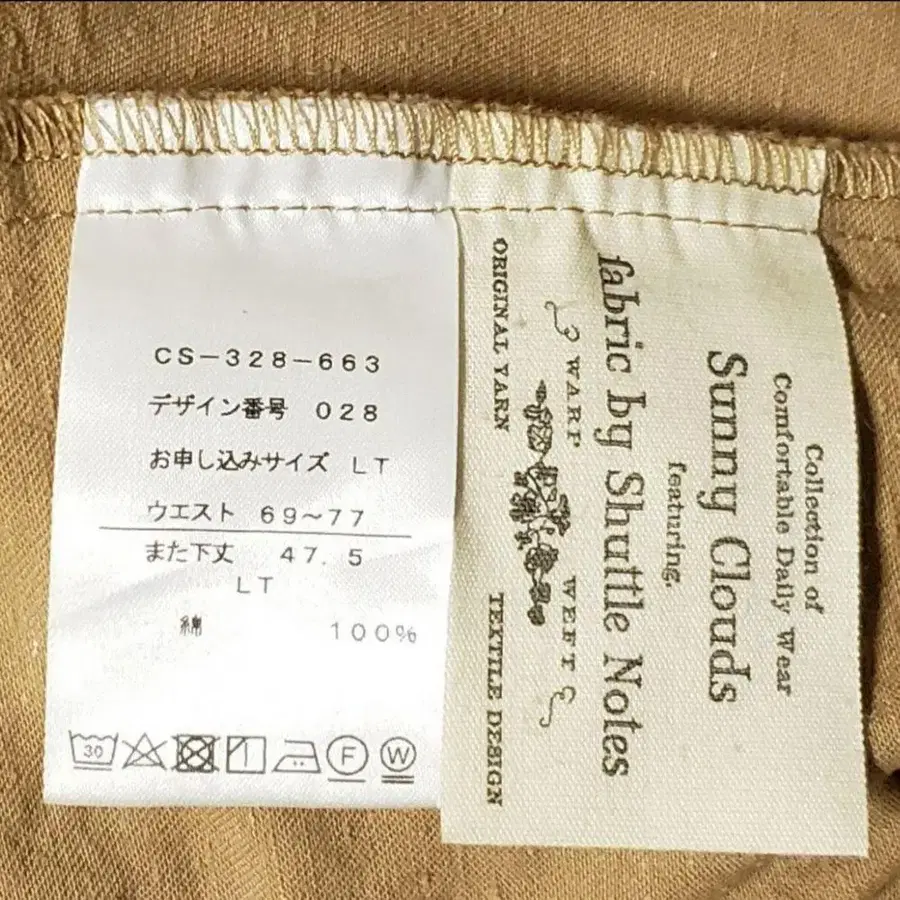 CS-328-663
デザイン番号 028
お申し込みサイズ LT
ウエスト 69〜77
また下丈 47.5
LT
綿 100%
30
F
W
Collection of
Comfortable Daily Wear
Sunny Clouds
featuring.
fabric by Shuttle Notes
WARP WEFT
ORIGINAL YARN TEXTILE DESIGN